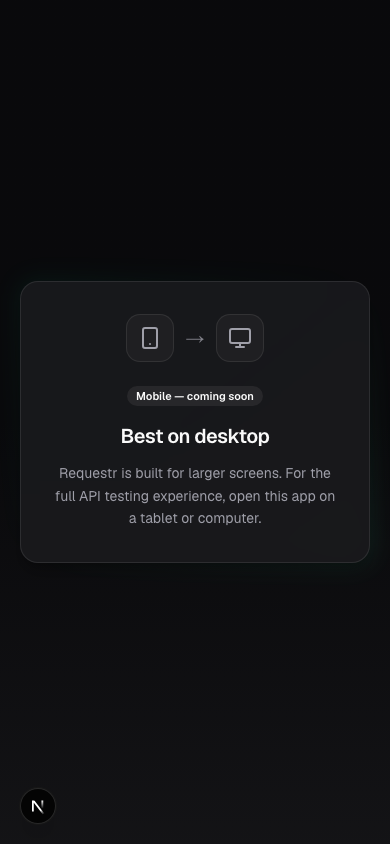 Mobile — coming soon
Best on desktop
Requestr is built for larger screens. For the
full API testing experience, open this app on
a tablet or computer.
N